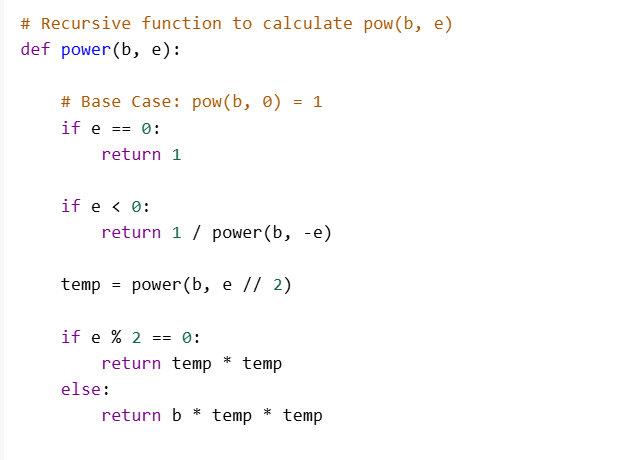 # Recursive function to calculate pow(b, e)
def power(b, e):
    # Base Case: pow(b, 0) = 1
    if e == 0:
        return 1
    if e < 0:
        return 1 / power(b, -e)
    temp = power(b, e // 2)
    if e % 2 == 0:
        return temp * temp
    else:
        return b * temp * temp